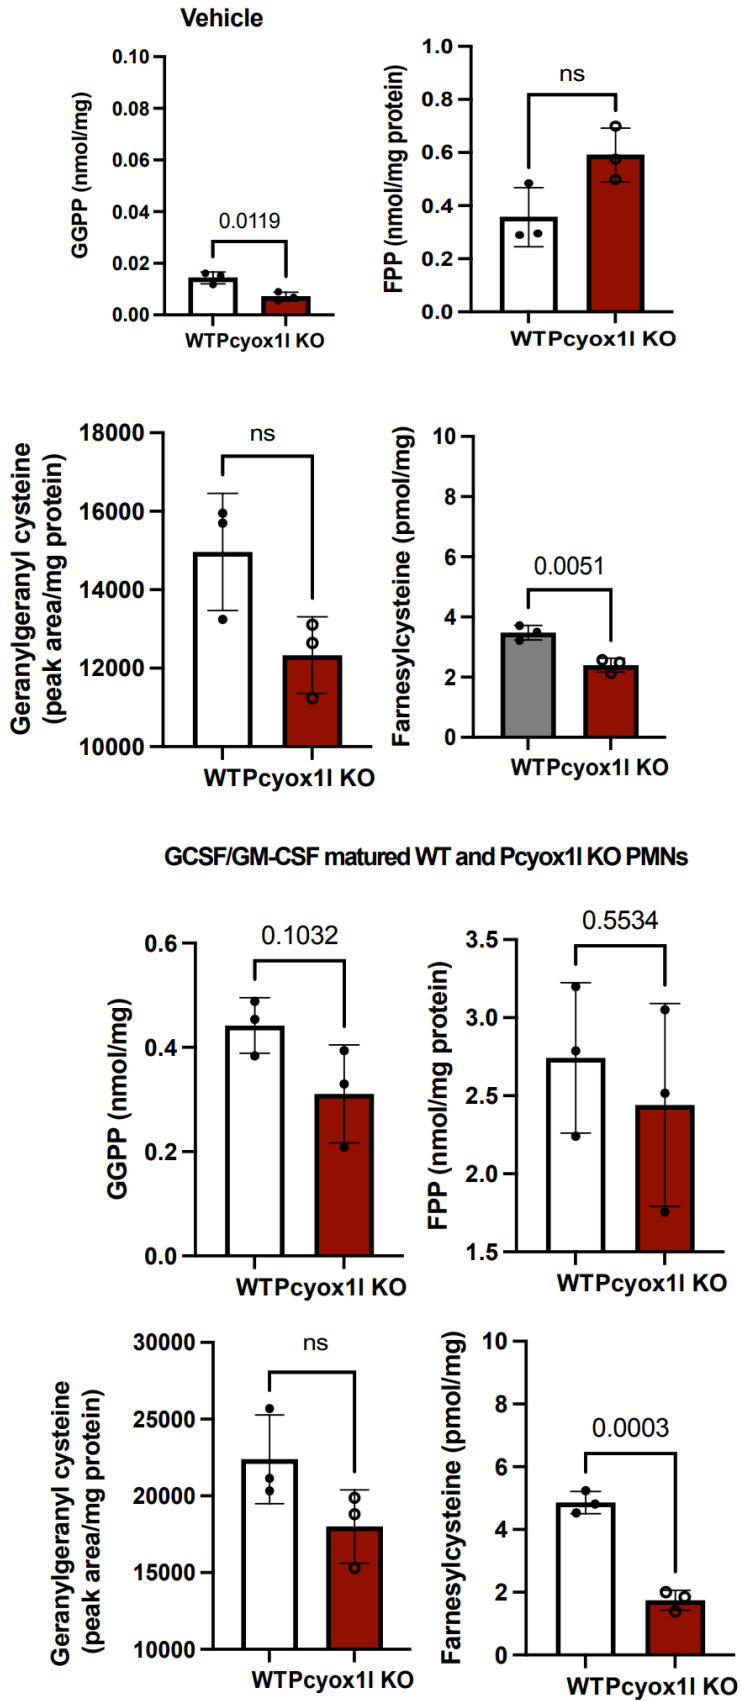 Vehicle
GGPP (nmol/mg)
0.10
0.08
0.06
0.04
0.02
0.00
0.0119
WTPcyox1l KO
FPP (nmol/mg protein)
1.0
0.8
0.6
0.4
0.2
0.0
ns
WTPcyox1l KO
Geranylgeranyl cysteine
(peak area/mg protein)
18000
16000
14000
12000
10000
ns
WTPcyox1l KO
Farnesylcysteine (pmol/mg)
10
8
6
4
2
0
0.0051
WTPcyox1l KO
GCSF/GM-CSF matured WT and Pcyox1l KO PMNs
GGPP (nmol/mg)
0.6
0.4
0.2
0.0
0.1032
WTPcyox1l KO
FPP (nmol/mg protein)
3.5
3.0
2.5
2.0
1.5
0.5534
WTPcyox1l KO
Geranylgeranyl cysteine
(peak area/mg protein)
30000
25000
20000
15000
10000
ns
WTPcyox1l KO
Farnesylcysteine (pmol/mg)
10
8
6
4
2
0
0.0003
WTPcyox1l KO